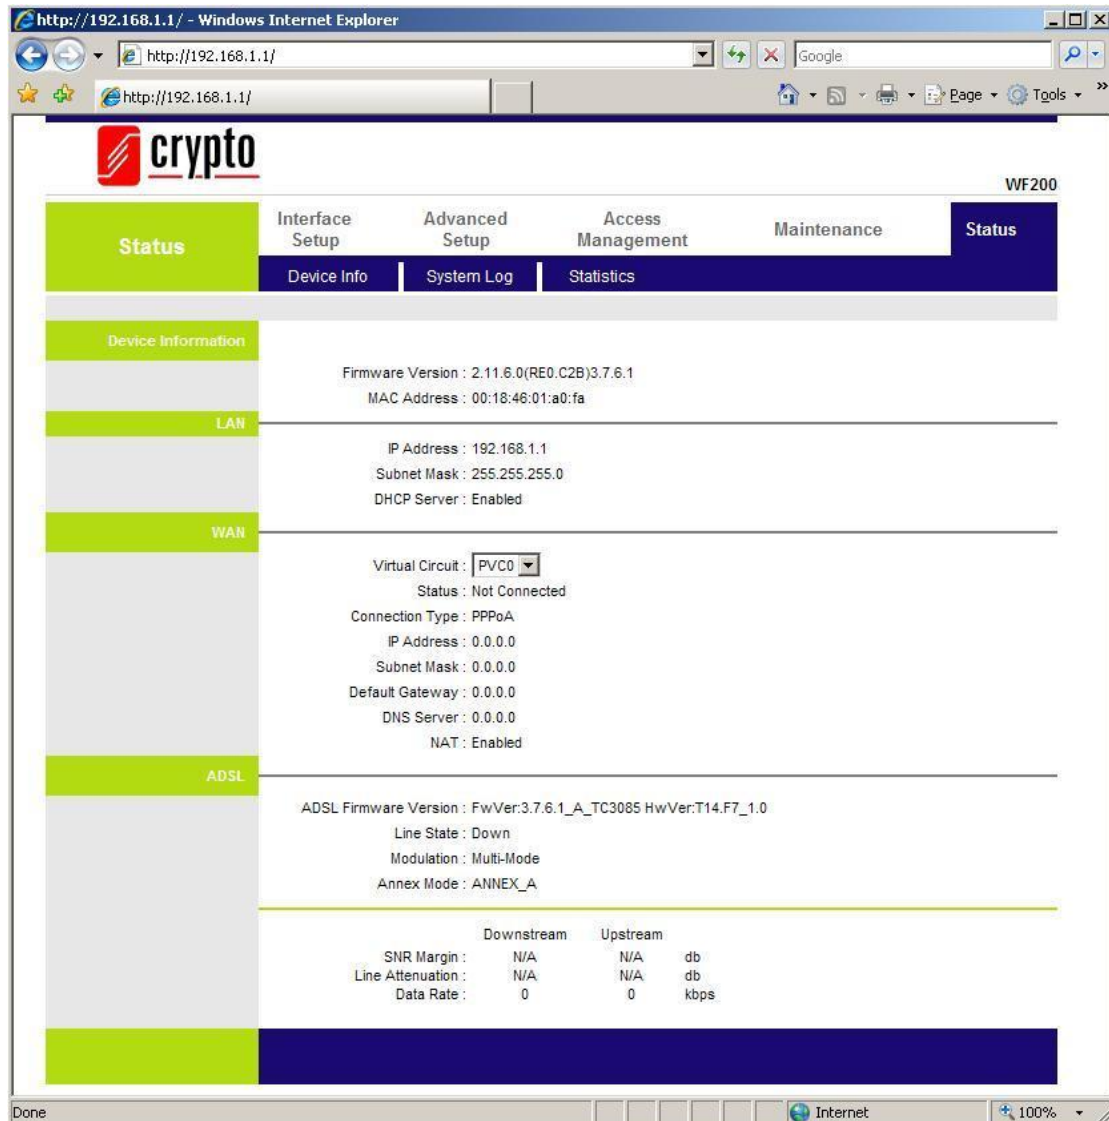 http://192.168.1.1/ - Windows Internet Explorer
http://192.168.1.1/
Google
http://192.168.1.1/
Page
Tools
»
crypto
WF200
Status
Interface Setup
Advanced Setup
Access Management
Maintenance
Status
Device Info
System Log
Statistics
Device Information
Firmware Version : 2.11.6.0(RE0.C2B)3.7.6.1
MAC Address : 00:18:46:01:a0:fa
LAN
IP Address : 192.168.1.1
Subnet Mask : 255.255.255.0
DHCP Server : Enabled
WAN
Virtual Circuit : PVC0
Status : Not Connected
Connection Type : PPPoA
IP Address : 0.0.0.0
Subnet Mask : 0.0.0.0
Default Gateway : 0.0.0.0
DNS Server : 0.0.0.0
NAT : Enabled
ADSL
ADSL Firmware Version : FwVer:3.7.6.1_A_TC3085 HwVer:T14.F7_1.0
Line State : Down
Modulation : Multi-Mode
Annex Mode : ANNEX_A
Downstream Upstream
SNR Margin : N/A N/A db
Line Attenuation : N/A N/A db
Data Rate : 0 0 kbps
Done
Internet
100%